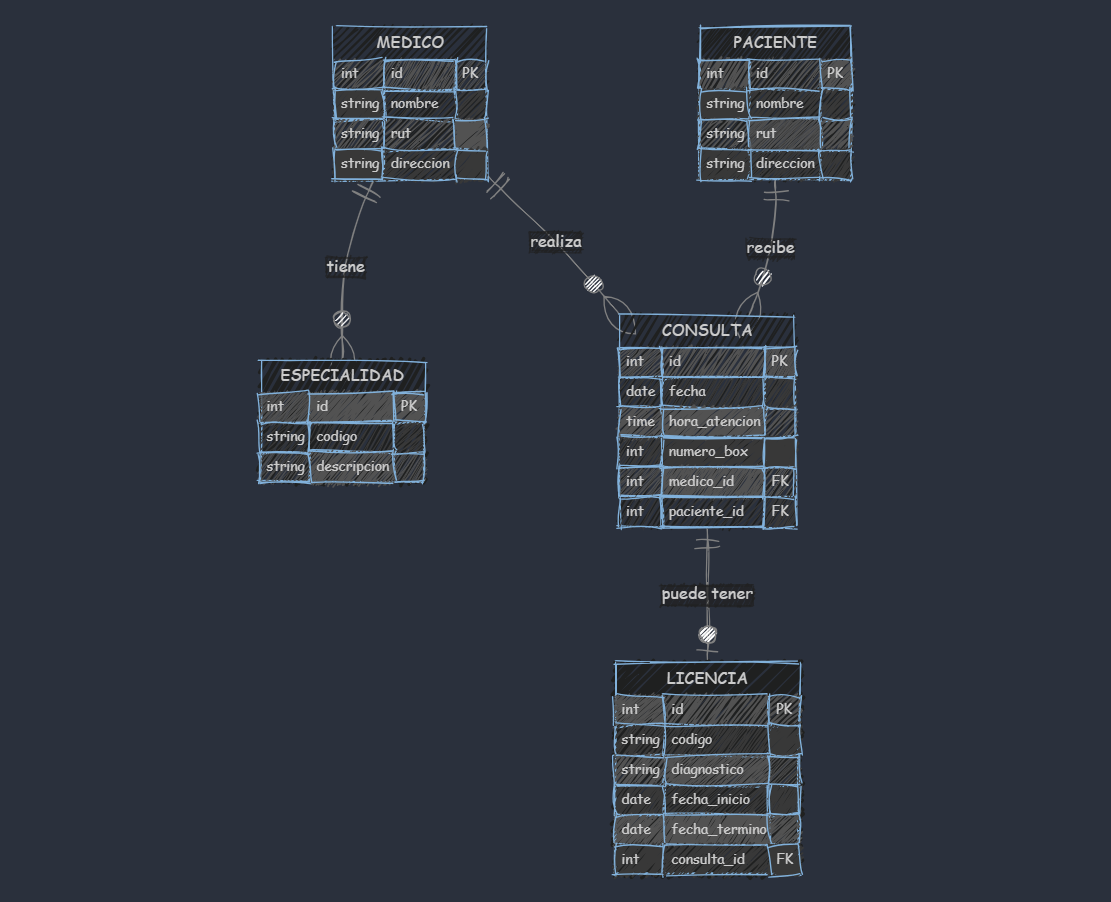 MEDICO
int id PK
string nombre
string rut
string direccion
PACIENTE
int id PK
string nombre
string rut
string direccion
realiza
recibe
tiene
CONSULTA
int id PK
date fecha
time hora_atencion
int numero_box
int medico_id FK
int paciente_id FK
ESPECIALIDAD
int id PK
string codigo
string descripcion
puede tener
LICENCIA
int id PK
string codigo
string diagnostico
date fecha_inicio
date fecha_termino
int consulta_id FK